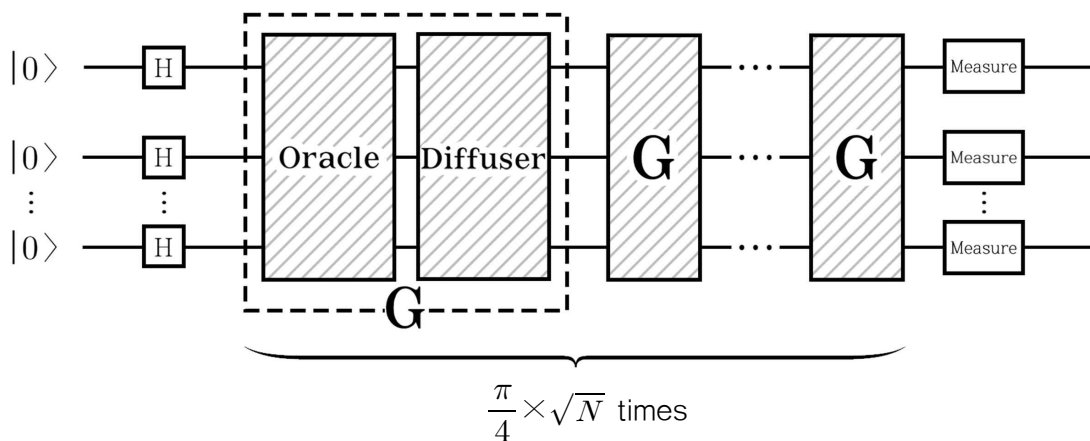 |0⟩ H Measure
|0⟩ H Oracle Diffuser G ··· G Measure
⋮ ⋮ ⋮
|0⟩ H Measure
G
π/4 × √N times